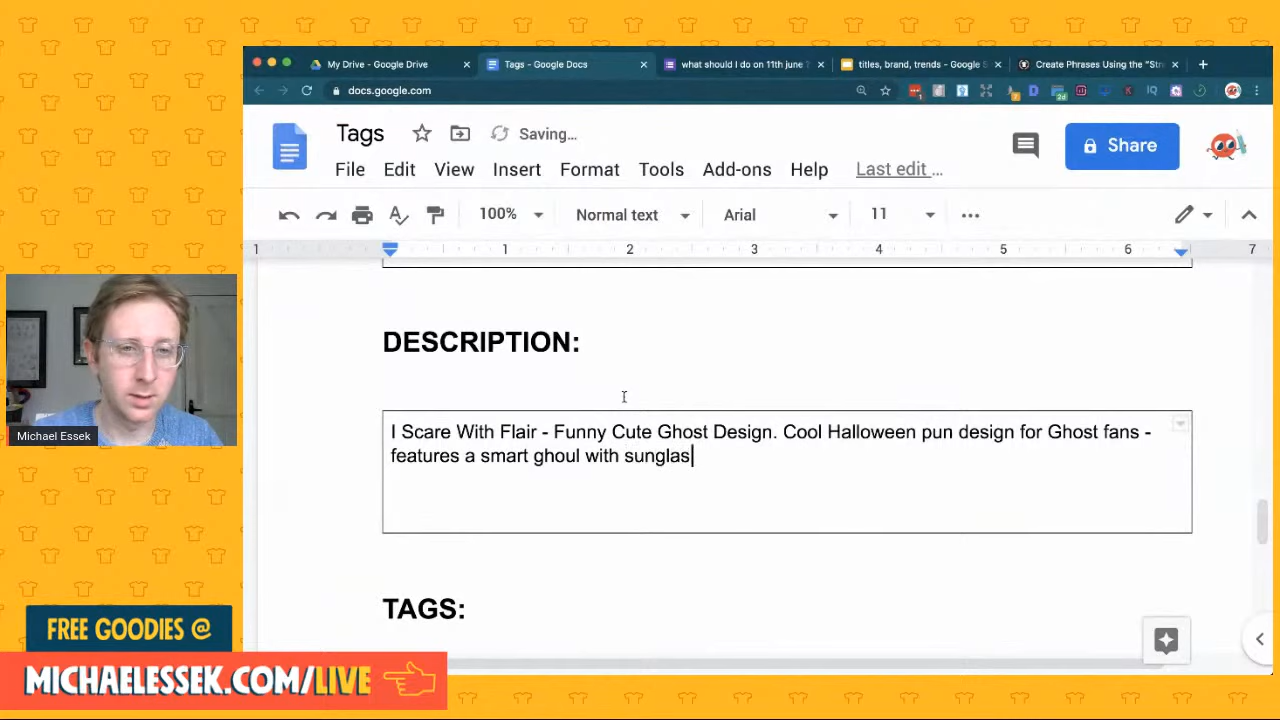 My Drive - Google Drive
Tags - Google Docs
what should I do on 11th june ?
titles, brand, trends - Google S
Create Phrases Using the "Str
docs.google.com
Tags
Saving…
Share
File Edit View Insert Format Tools Add-ons Help Last edit …
100% Normal text Arial 11
1 1 2 3 4 5 6 7
DESCRIPTION:
I Scare With Flair - Funny Cute Ghost Design. Cool Halloween pun design for Ghost fans -
features a smart ghoul with sunglas
TAGS:
Michael Essek
FREE GOODIES @
MICHAELESSEK.COM/LIVE